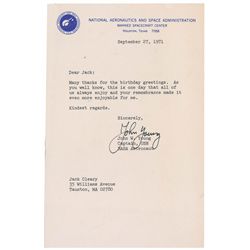 NATIONAL AERONAUTICS AND SPACE ADMINISTRATION
MANNED SPACECRAFT CENTER
HOUSTON, TEXAS 77058
September 27, 1971
Dear Jack:
Many thanks for the birthday greetings. As
you well know, this is one day that all of
us always enjoy and your remembrance made it
even more enjoyable for me.
Kindest regards.
Sincerely,
John Young
John W. Young
Captain, USN
NASA Astronaut
Jack Cleary
35 Williams Avenue
Taunton, MA 02700